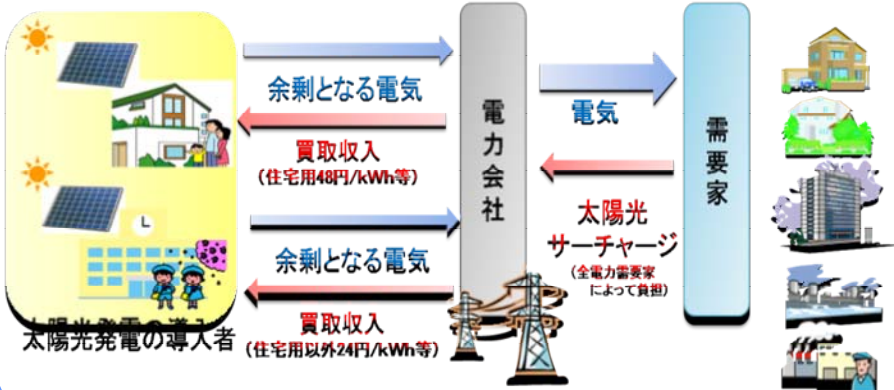 余剰となる電気
買取収入
(住宅用48円/kWh等)
余剰となる電気
買取収入
(住宅用以外24円/kWh等)
太陽光発電の導入者
電力会社
電気
太陽光
サーチャージ
(全電力需要家
によって負担)
需要家